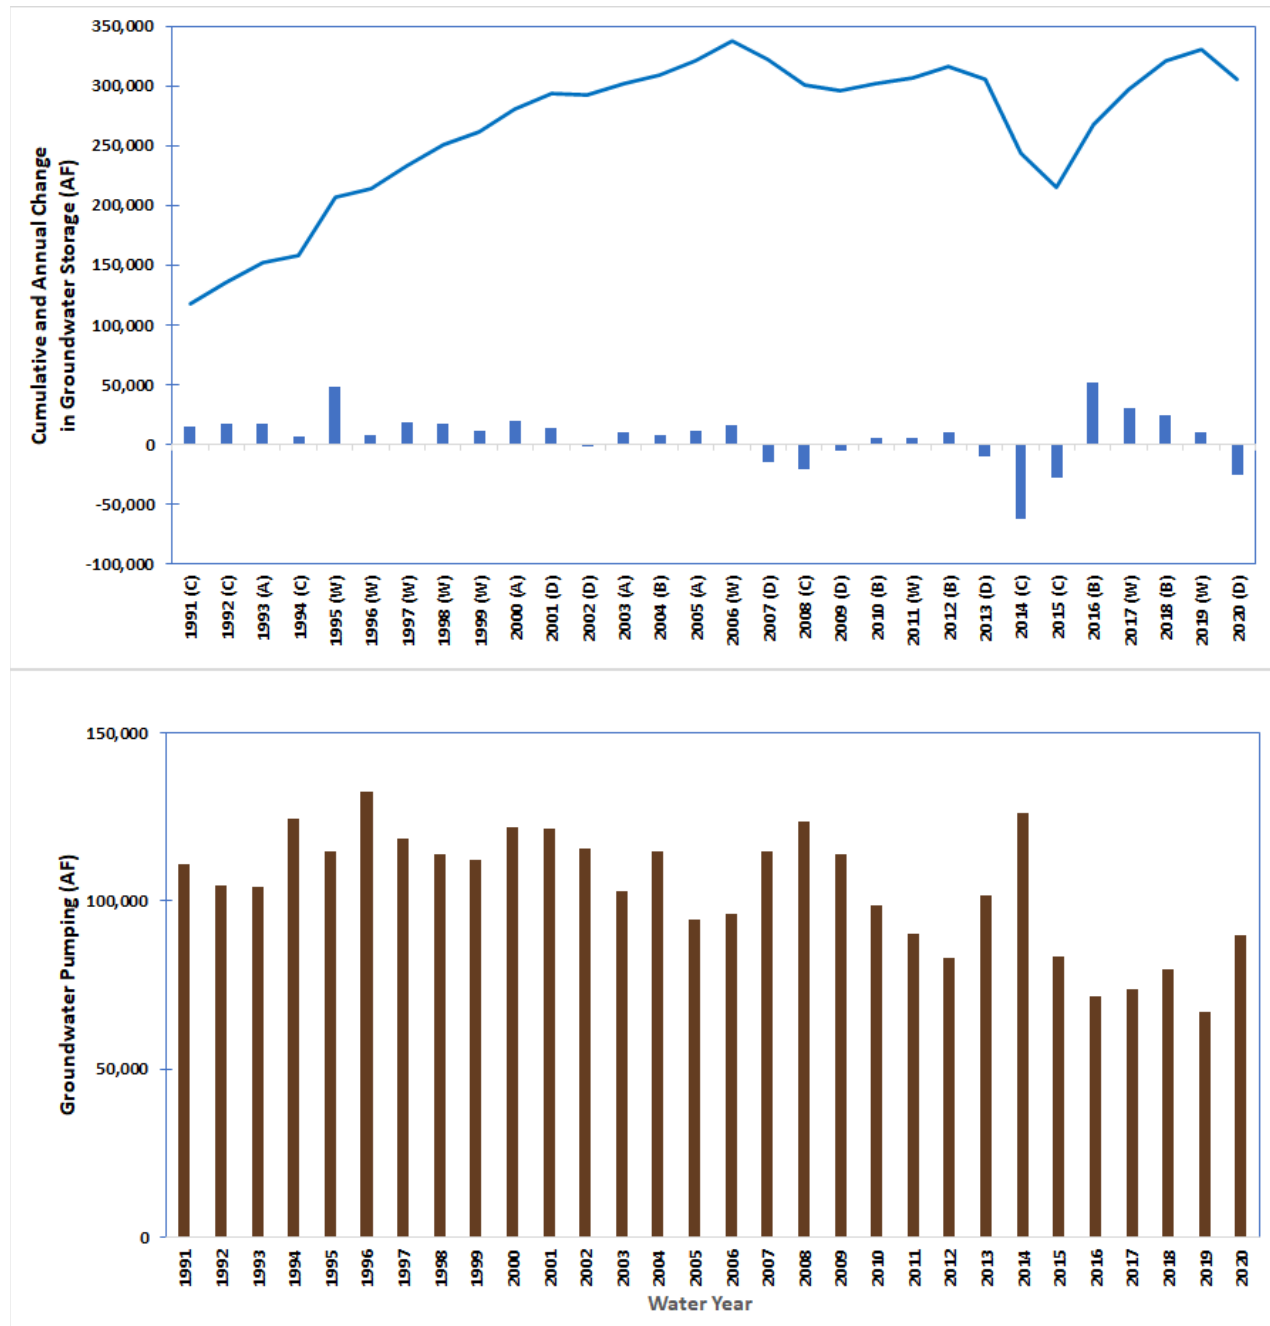 Cumulative and Annual Change
in Groundwater Storage (AF)
350,000
300,000
250,000
200,000
150,000
100,000
50,000
0
-50,000
-100,000
1991 (C)
1992 (C)
1993 (A)
1994 (C)
1995 (W)
1996 (W)
1997 (W)
1998 (W)
1999 (W)
2000 (A)
2001 (D)
2002 (D)
2003 (A)
2004 (B)
2005 (A)
2006 (W)
2007 (D)
2008 (C)
2009 (D)
2010 (B)
2011 (W)
2012 (B)
2013 (D)
2014 (C)
2015 (C)
2016 (B)
2017 (W)
2018 (B)
2019 (W)
2020 (D)
Groundwater Pumping (AF)
150,000
100,000
50,000
0
1991
1992
1993
1994
1995
1996
1997
1998
1999
2000
2001
2002
2003
2004
2005
2006
2007
2008
2009
2010
2011
2012
2013
2014
2015
2016
2017
2018
2019
2020
Water Year